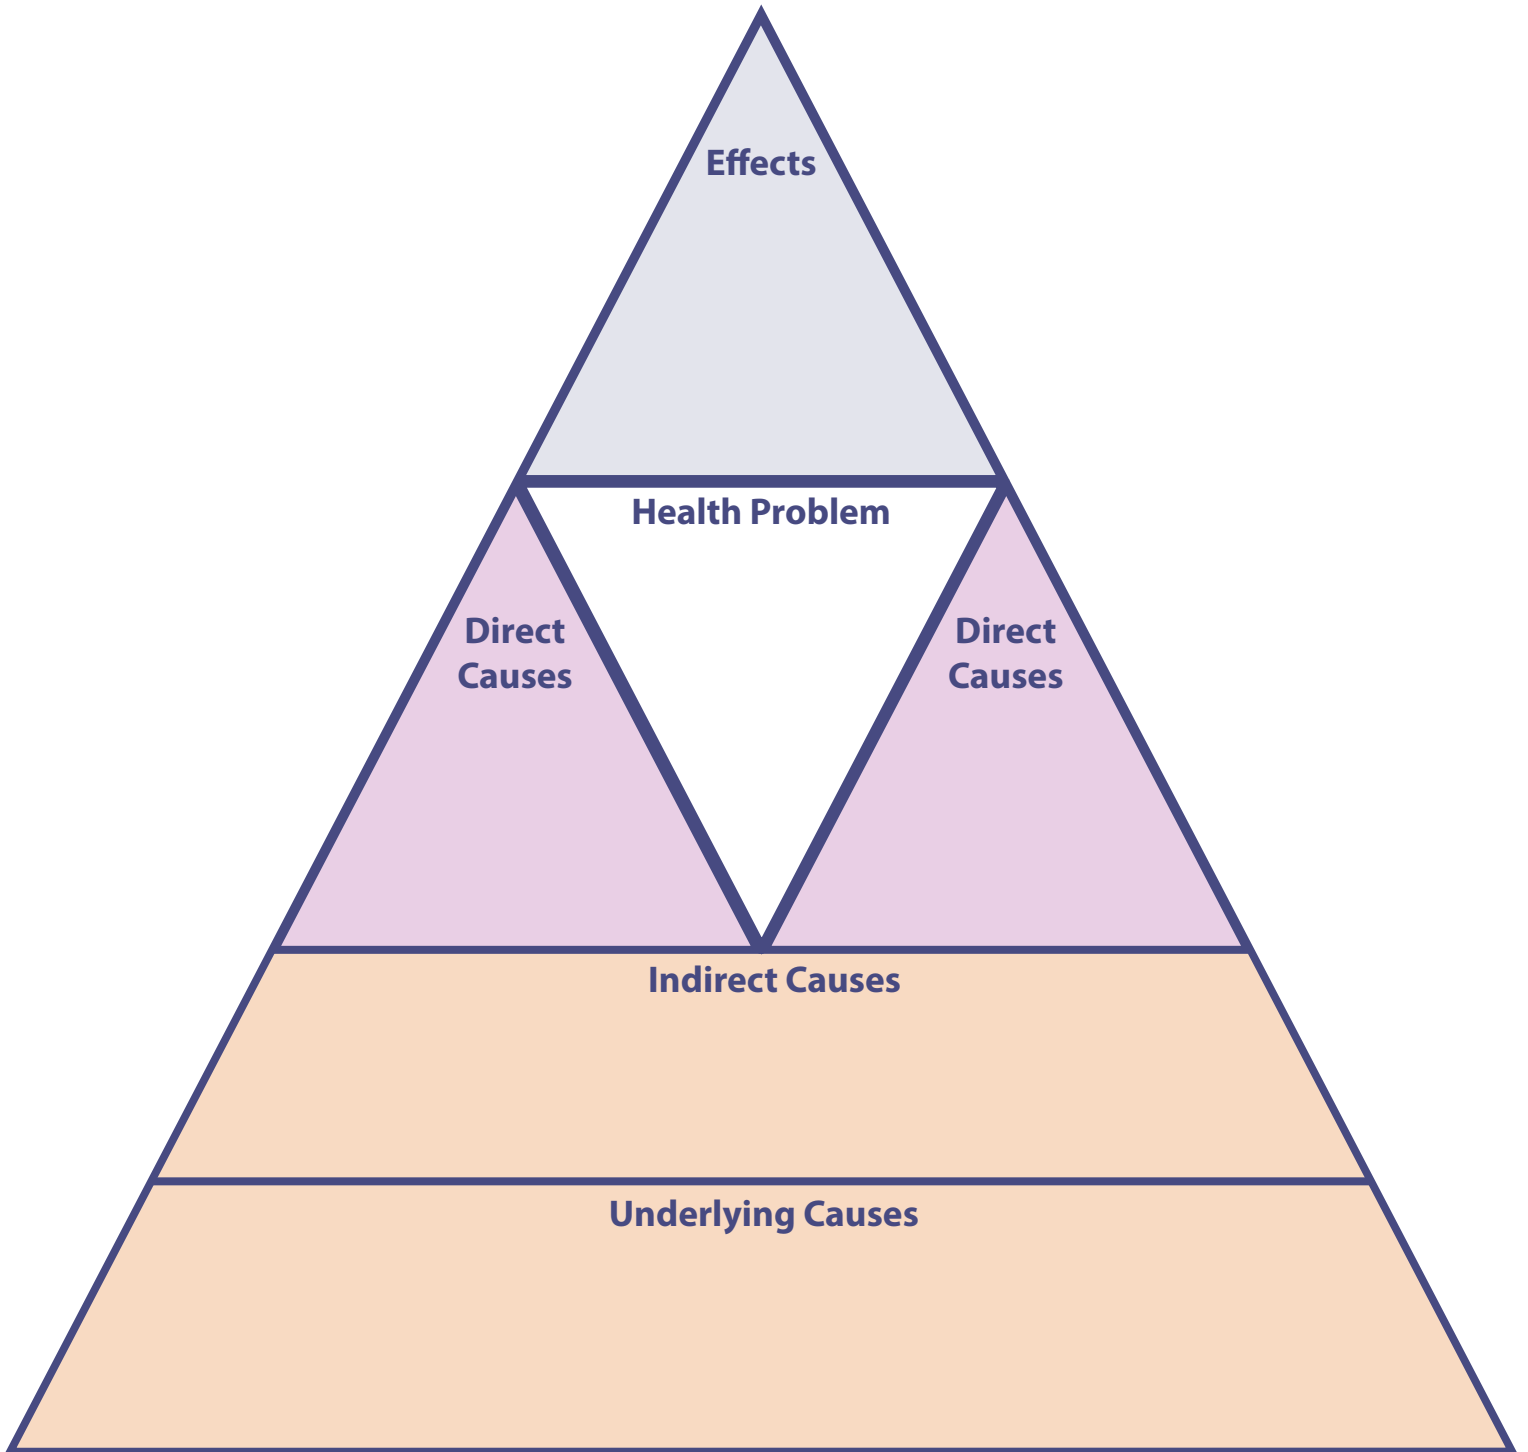 Effects
Health Problem
Direct
Causes
Direct
Causes
Indirect Causes
Underlying Causes